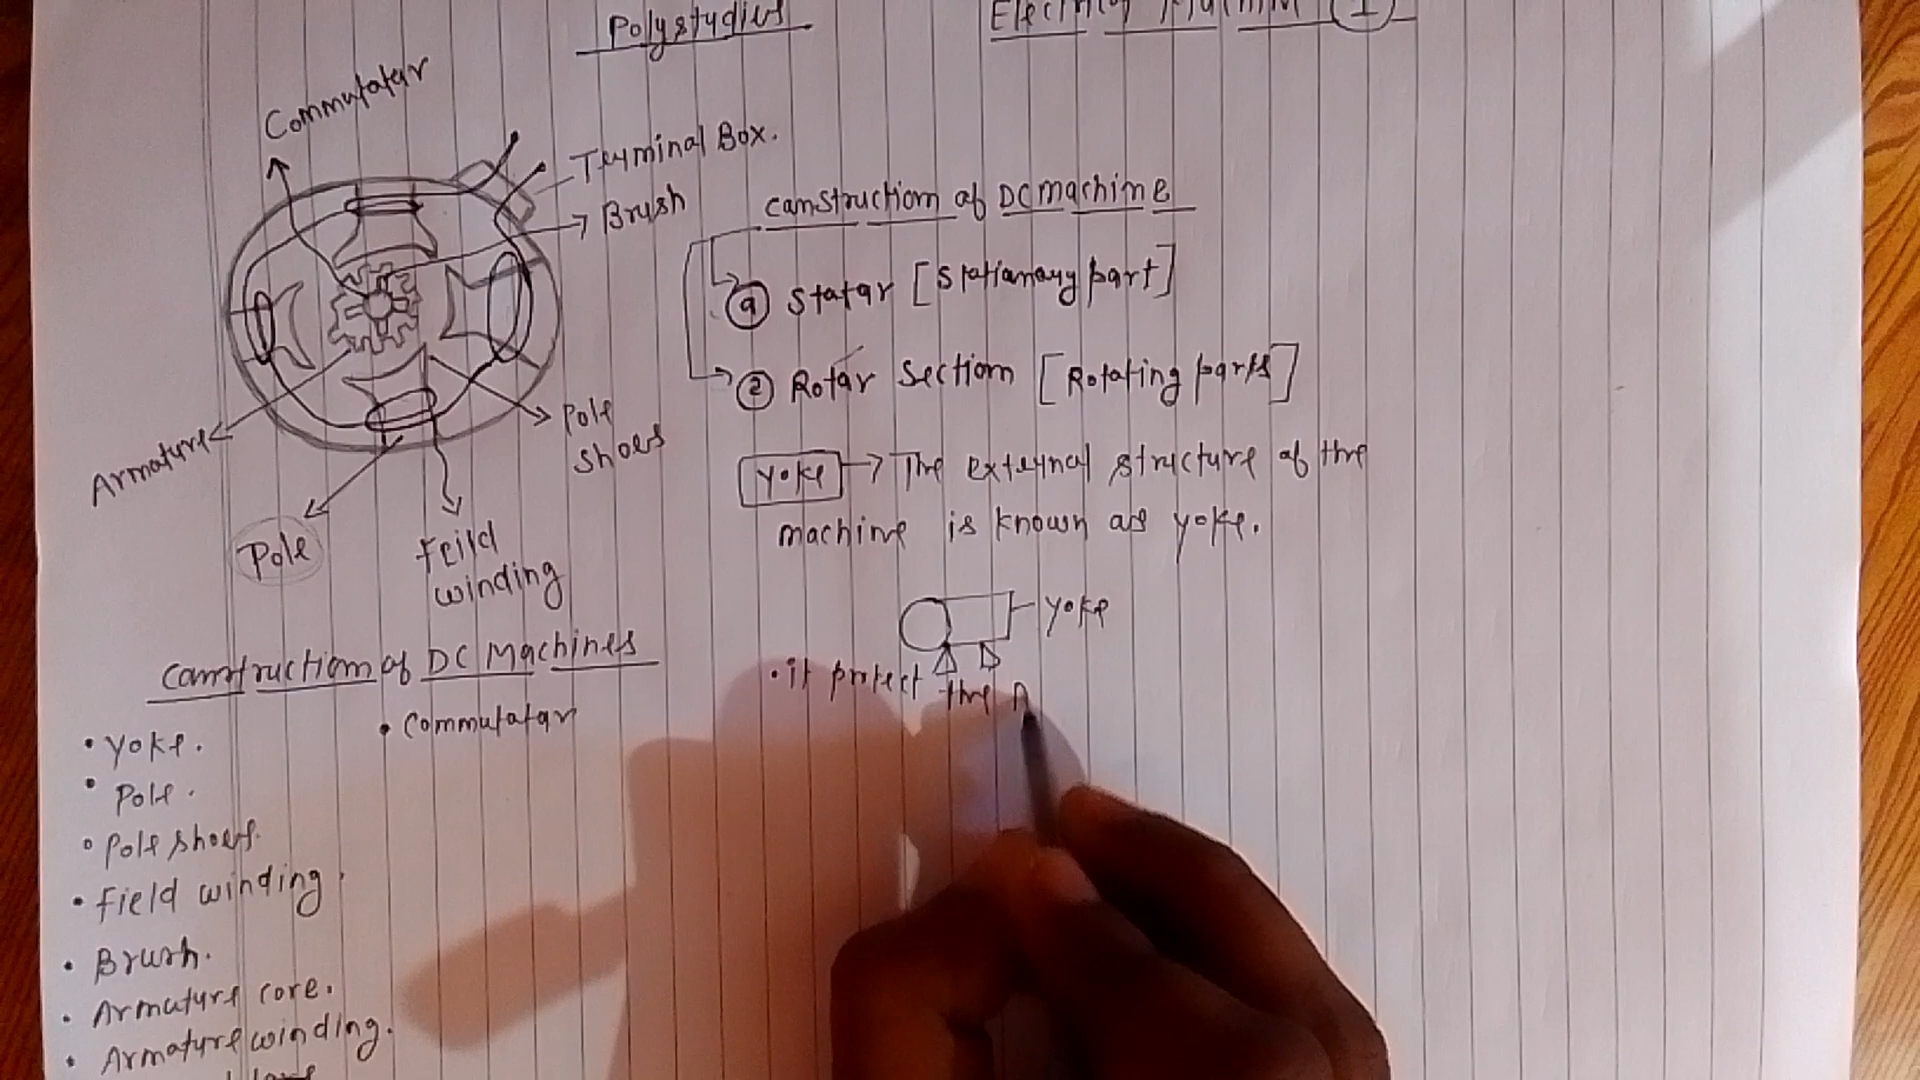 Polystudies
Commutator
Terminal Box.
Brush
Pole
shoes
Armature
Pole
Feild
winding
Construction of DC Machines
• Yoke.
• Commutator
• Pole.
• Pole shoes.
• Field winding.
• Brush.
• Armature core.
• Armature winding.
Construction of DC machine
① Stator [Stationary part]
② Rotor Section [Rotating parts]
Yoke → The external structure of the
machine is known as yoke.
Yoke
• it protect the